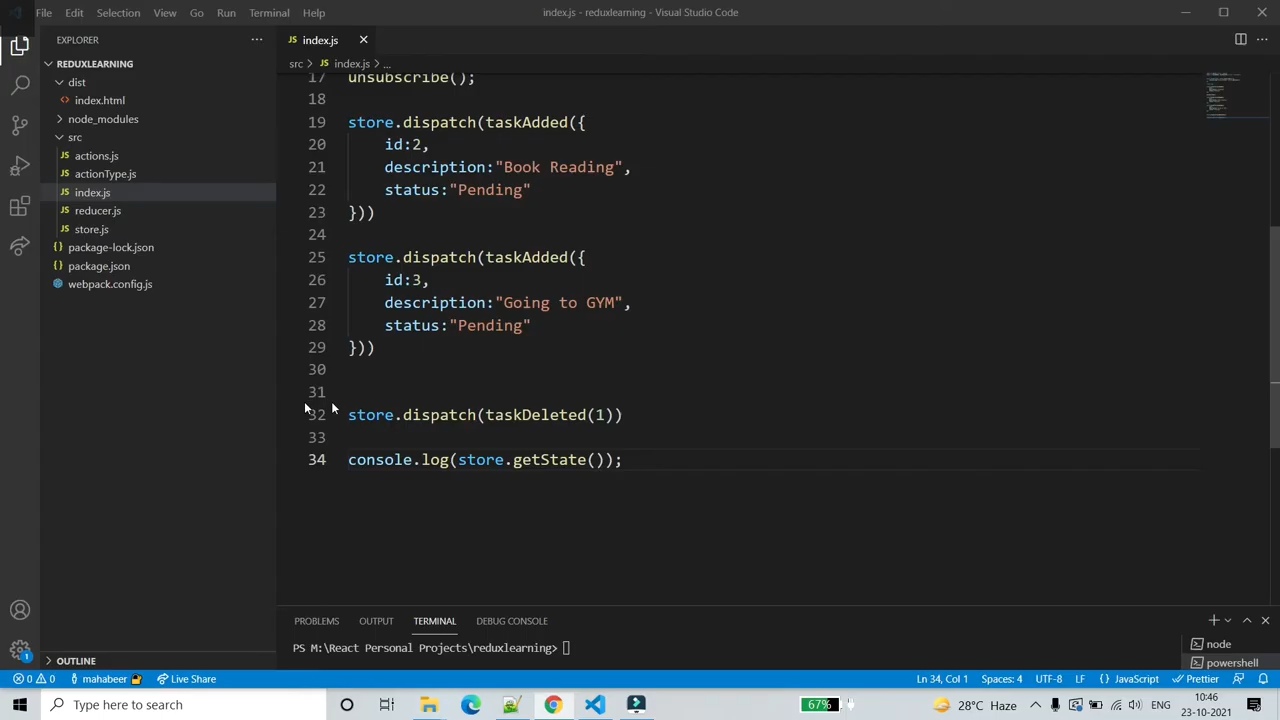 File Edit Selection View Go Run Terminal Help index.js - reduxlearning - Visual Studio Code
EXPLORER
index.js
src > index.js > ...
REDUXLEARNING
dist
index.html
node_modules
src
actions.js
actionType.js
index.js
reducer.js
store.js
package-lock.json
package.json
webpack.config.js
17 unsubscribe();
18
19 store.dispatch(taskAdded({
20 id:2,
21 description:"Book Reading",
22 status:"Pending"
23 }))
24
25 store.dispatch(taskAdded({
26 id:3,
27 description:"Going to GYM",
28 status:"Pending"
29 }))
30
31
32 store.dispatch(taskDeleted(1))
33
34 console.log(store.getState());
PROBLEMS OUTPUT TERMINAL DEBUG CONSOLE
PS M:\React Personal Projects\reduxlearning>
node
powershell
OUTLINE
0 0 mahabeer Live Share Ln 34, Col 1 Spaces: 4 UTF-8 LF {} JavaScript Prettier
Type here to search 67% 28°C Haze ENG 10:46
23-10-2021